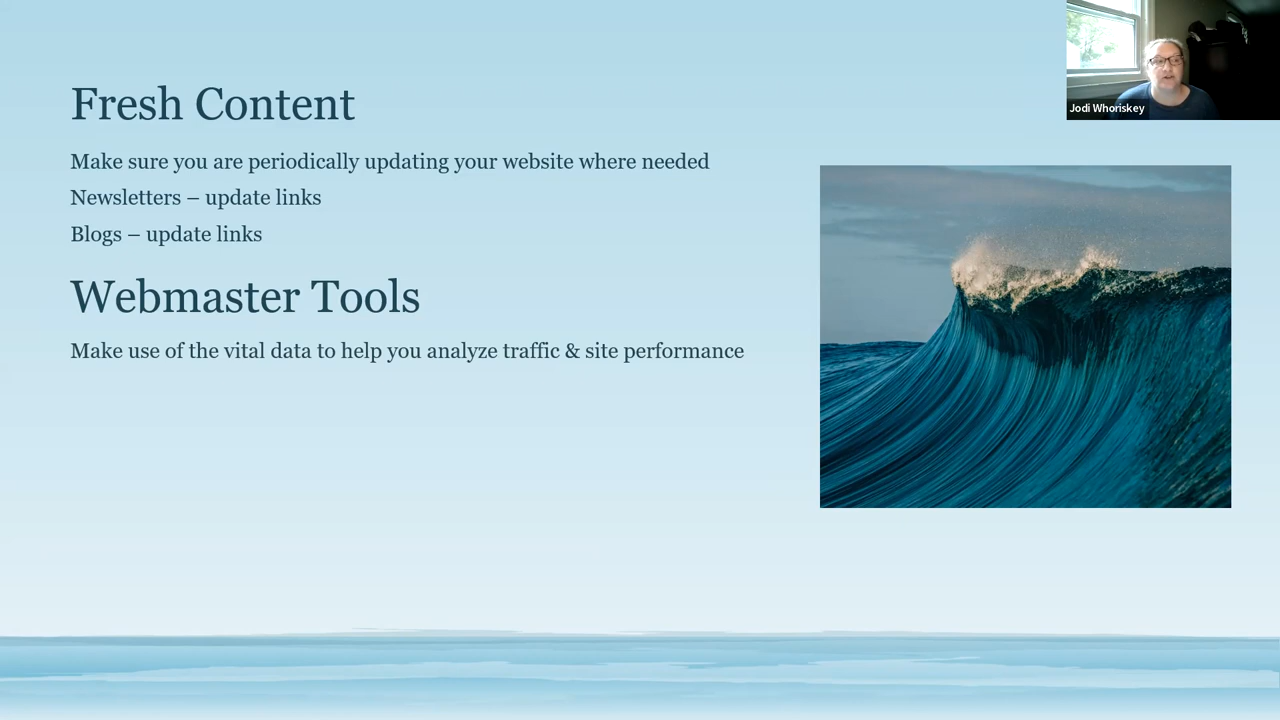 Fresh Content
Make sure you are periodically updating your website where needed
Newsletters – update links
Blogs – update links
Webmaster Tools
Make use of the vital data to help you analyze traffic & site performance
Jodi Whoriskey